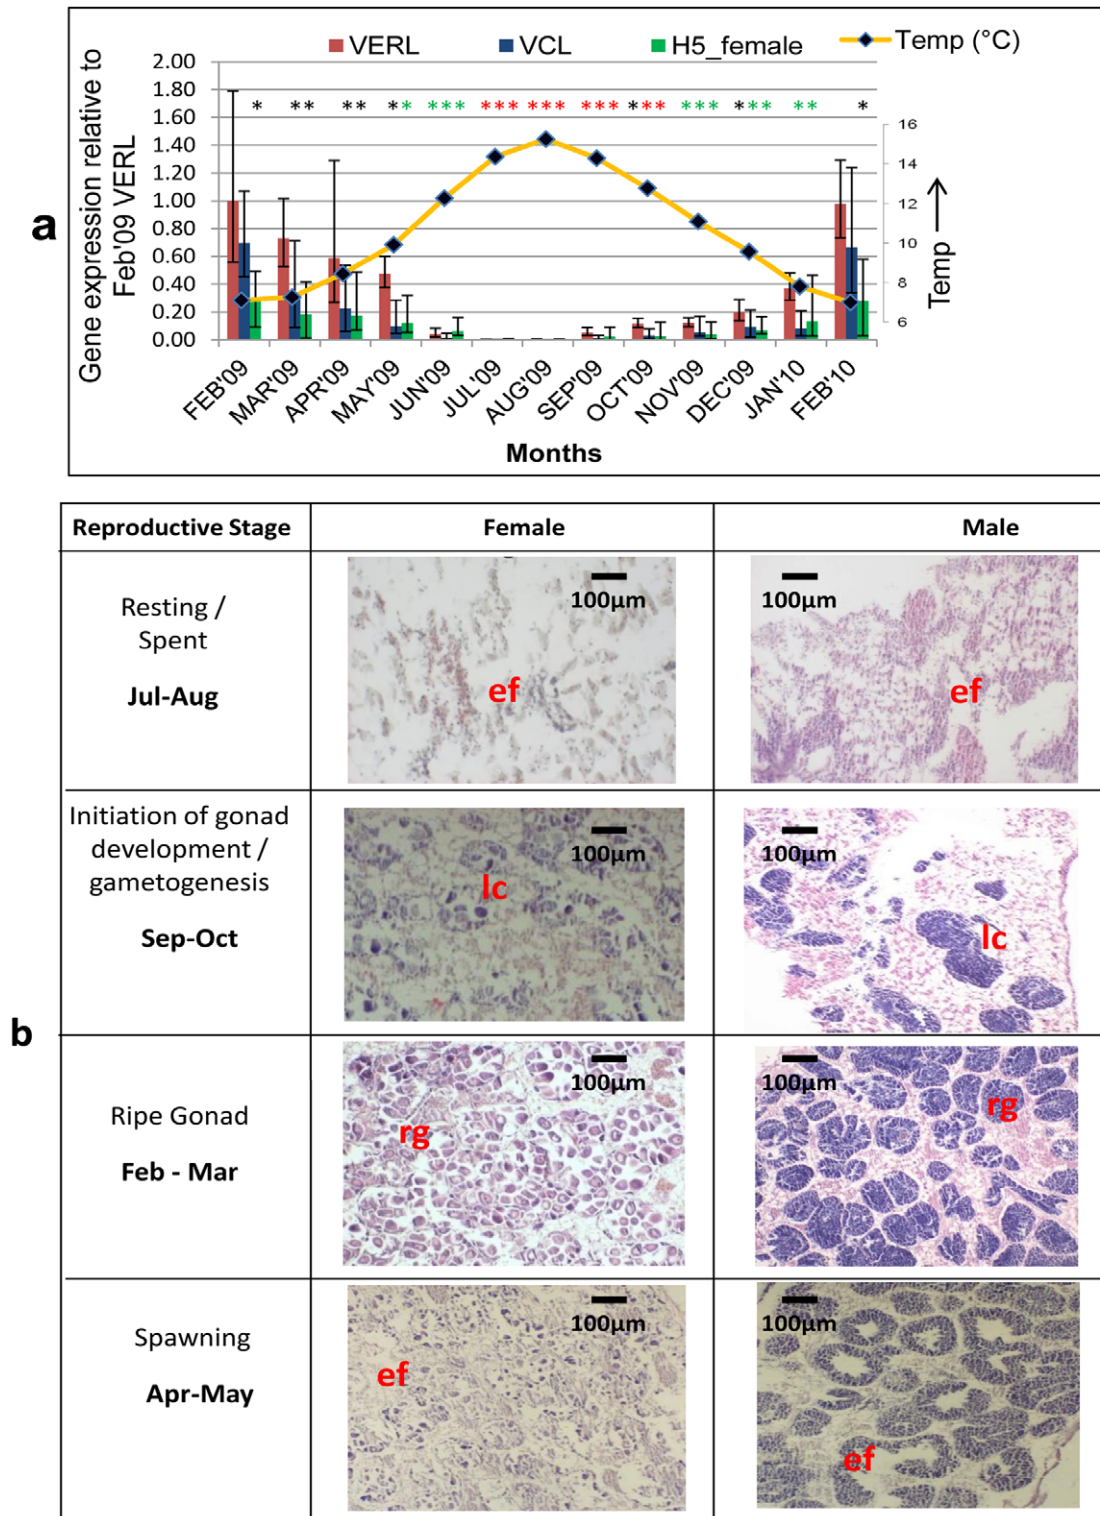 a
VERL VCL H5_female Temp (°C)
Gene expression relative to
Feb'09 VERL
2.00
1.80
1.60
1.40
1.20
1.00
0.80
0.60
0.40
0.20
0.00
* ** ** ** *** *** *** *** *** *** *** ** *
16
14
12
10
8
6
Temp
FEB'09 MAR'09 APR'09 MAY'09 JUN'09 JUL'09 AUG'09 SEP'09 OCT'09 NOV'09 DEC'09 JAN'10 FEB'10
Months
b
Reproductive Stage Female Male
Resting /
Spent
Jul-Aug
100µm
ef
100µm
ef
Initiation of gonad
development /
gametogenesis
Sep-Oct
100µm
lc
100µm
lc
Ripe Gonad
Feb - Mar
100µm
rg
100µm
rg
Spawning
Apr-May
100µm
ef
100µm
ef